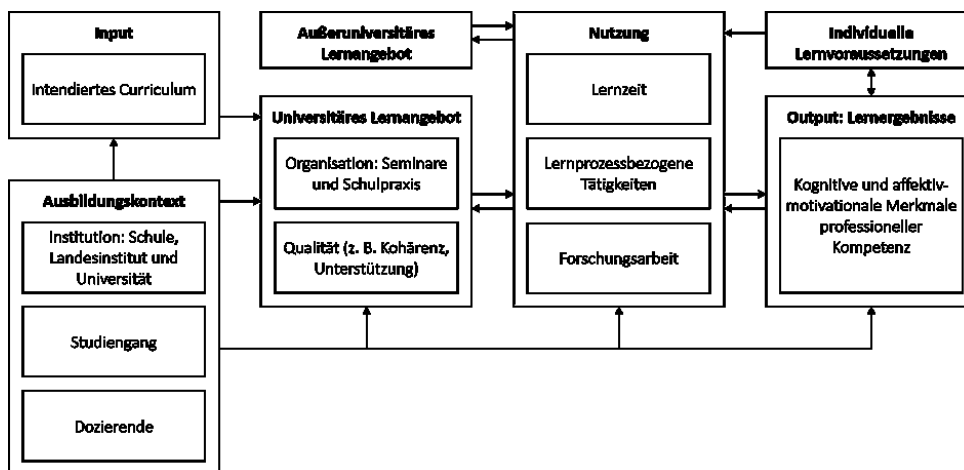 Input
Intendiertes Curriculum
Ausbildungskontext
Institution: Schule,
Landesinstitut und
Universität
Studiengang
Dozierende
Außeruniversitäres
Lernangebot
Universitäres Lernangebot
Organisation: Seminare
und Schulpraxis
Qualität (z. B. Kohärenz,
Unterstützung)
Nutzung
Lernzeit
Lernprozessbezogene
Tätigkeiten
Forschungsarbeit
Individuelle
Lernvoraussetzungen
Output: Lernergebnisse
Kognitive und affektiv-
motivationale Merkmale
professioneller
Kompetenz